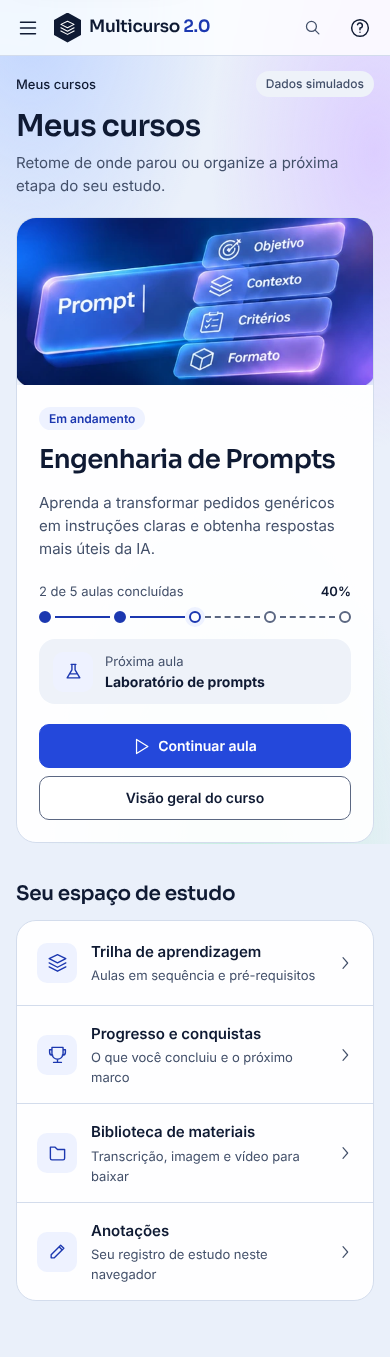 Multicurso 2.0
Meus cursos
Dados simulados
Meus cursos
Retome de onde parou ou organize a próxima
etapa do seu estudo.
Prompt
Objetivo
Contexto
Critérios
Formato
Em andamento
Engenharia de Prompts
Aprenda a transformar pedidos genéricos
em instruções claras e obtenha respostas
mais úteis da IA.
2 de 5 aulas concluídas
40%
Próxima aula
Laboratório de prompts
Continuar aula
Visão geral do curso
Seu espaço de estudo
Trilha de aprendizagem
Aulas em sequência e pré-requisitos
Progresso e conquistas
O que você concluiu e o próximo
marco
Biblioteca de materiais
Transcrição, imagem e vídeo para
baixar
Anotações
Seu registro de estudo neste
navegador